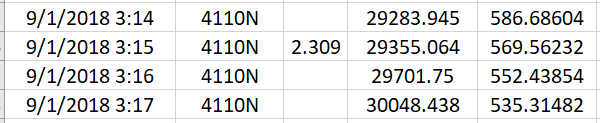 9/1/2018 3:14 4110N 29283.945 586.68604
9/1/2018 3:15 4110N 2.309 29355.064 569.56232
9/1/2018 3:16 4110N 29701.75 552.43854
9/1/2018 3:17 4110N 30048.438 535.31482